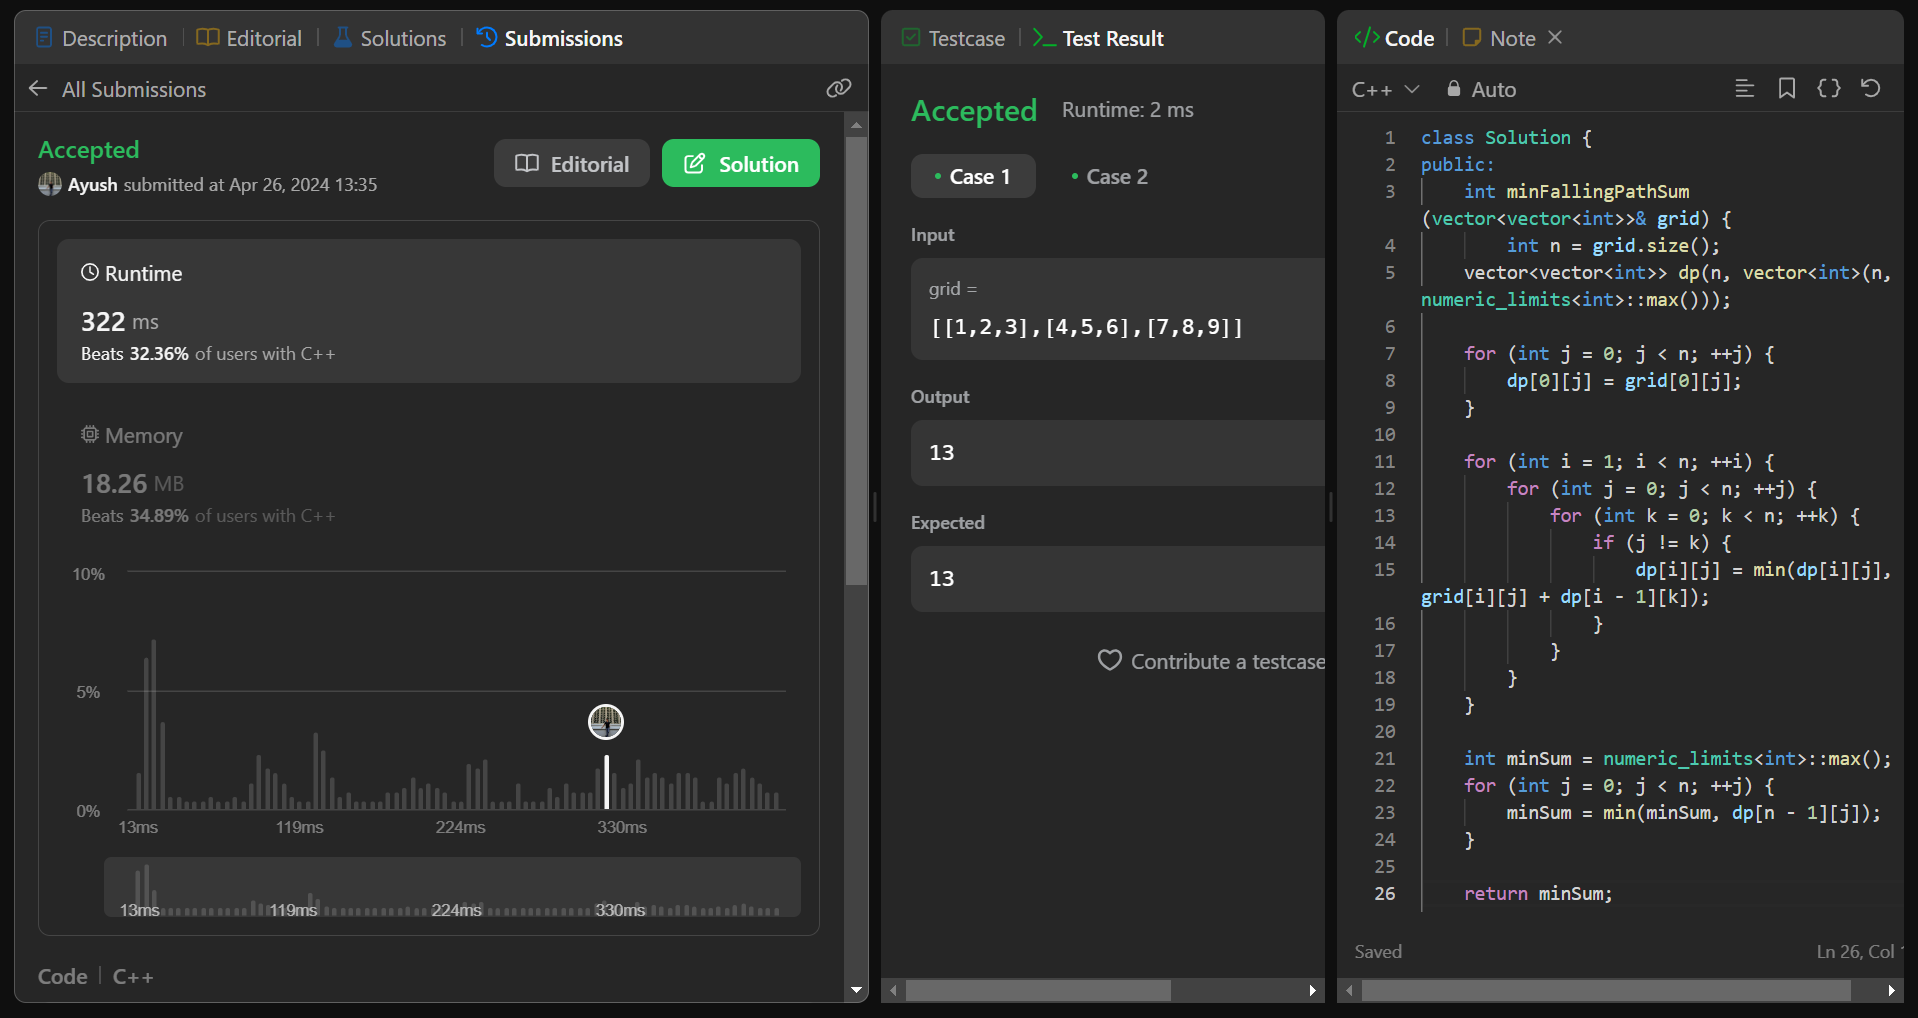 Description Editorial Solutions Submissions
All Submissions
Accepted
Ayush submitted at Apr 26, 2024 13:35
Editorial
Solution
Runtime
322 ms
Beats 32.36% of users with C++
Memory
18.26 MB
Beats 34.89% of users with C++
10%
5%
0%
13ms 119ms 224ms 330ms
13ms 119ms 224ms 330ms
Code C++
Testcase >_ Test Result
Accepted Runtime: 2 ms
• Case 1 • Case 2
Input
grid =
[[1,2,3],[4,5,6],[7,8,9]]
Output
13
Expected
13
Contribute a testcase
</> Code Note
C++ Auto
1 class Solution {
2 public:
3 int minFallingPathSum
(vector<vector<int>>& grid) {
4 int n = grid.size();
5 vector<vector<int>> dp(n, vector<int>(n,
numeric_limits<int>::max()));
6
7 for (int j = 0; j < n; ++j) {
8 dp[0][j] = grid[0][j];
9 }
10
11 for (int i = 1; i < n; ++i) {
12 for (int j = 0; j < n; ++j) {
13 for (int k = 0; k < n; ++k) {
14 if (j != k) {
15 dp[i][j] = min(dp[i][j],
grid[i][j] + dp[i - 1][k]);
16 }
17 }
18 }
19 }
20
21 int minSum = numeric_limits<int>::max();
22 for (int j = 0; j < n; ++j) {
23 minSum = min(minSum, dp[n - 1][j]);
24 }
25
26 return minSum;
Saved Ln 26, Col